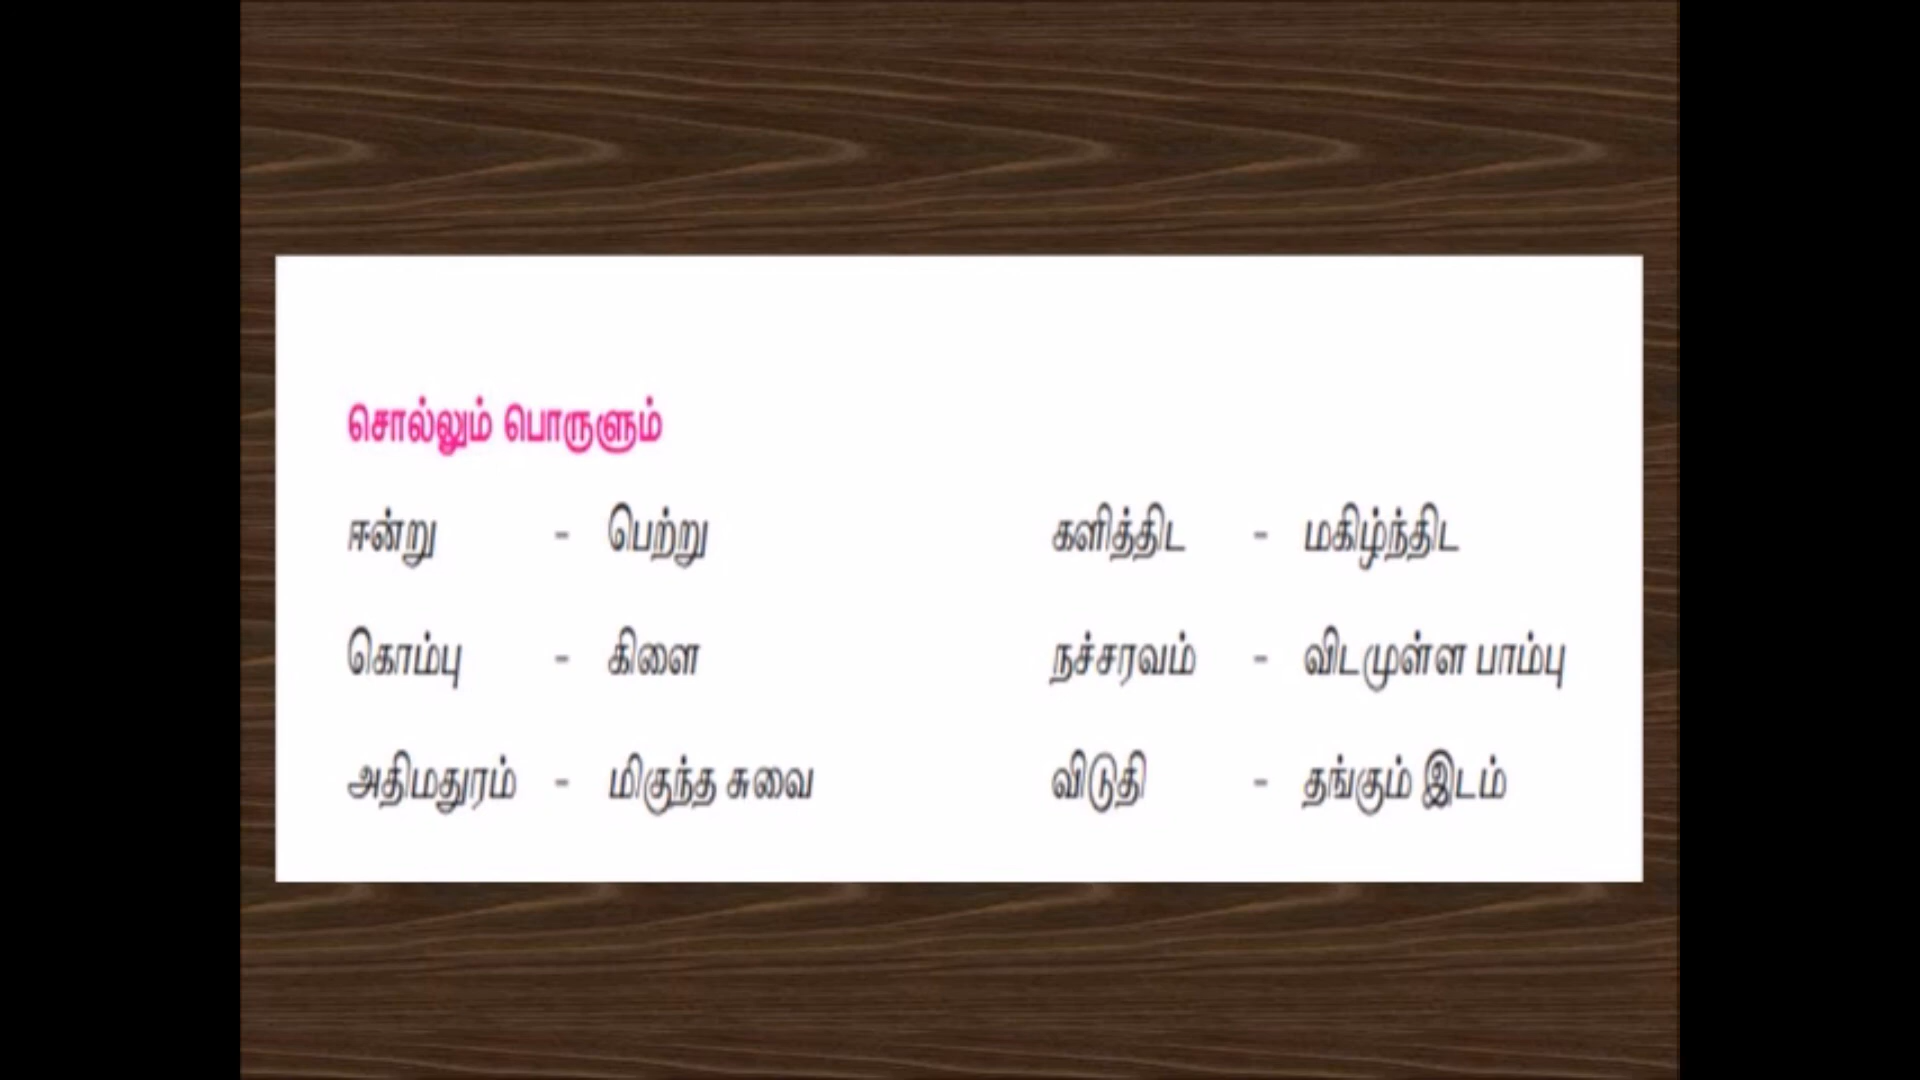 சொல்லும் பொருளும்
ஈன்று - பெற்று களித்திட - மகிழ்ந்திட
கொம்பு - கிளை நச்சரவம் - விடமுள்ள பாம்பு
அதிமதுரம் - மிகுந்த சுவை விடுதி - தங்கும் இடம்